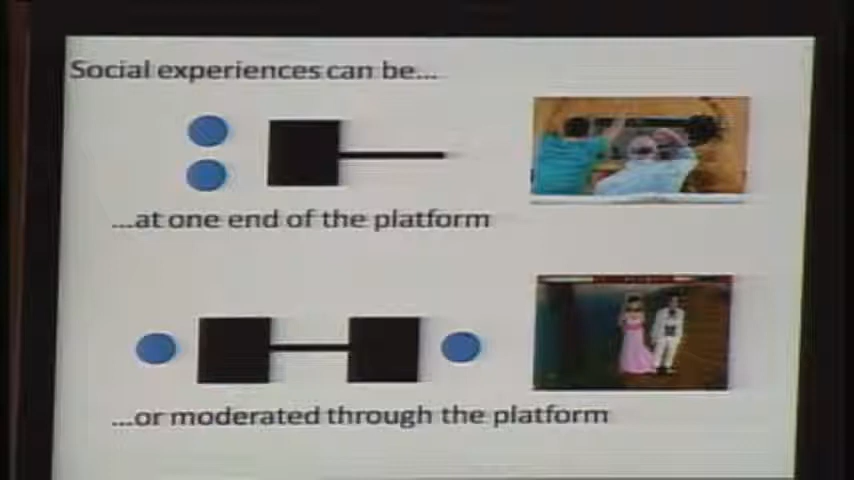 Social experiences can be...
...at one end of the platform
...or moderated through the platform